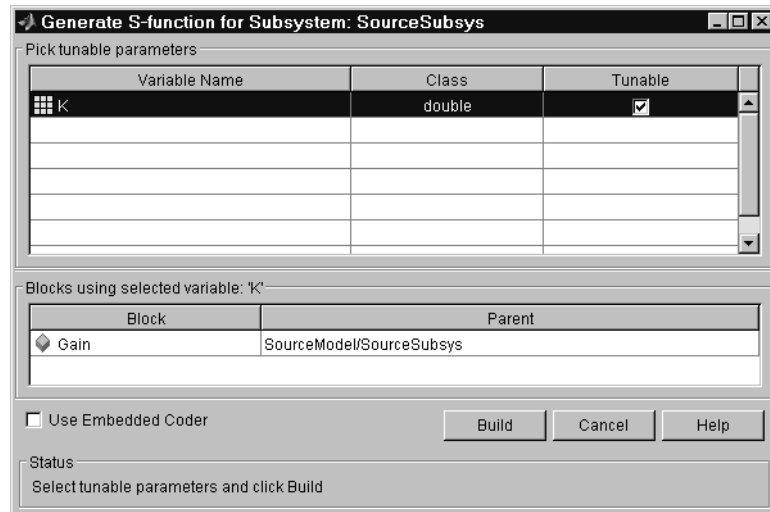 Generate S-function for Subsystem: SourceSubsys
Pick tunable parameters
Variable Name Class Tunable
K double
Blocks using selected variable: 'K'
Block Parent
Gain SourceModel/SourceSubsys
Use Embedded Coder Build Cancel Help
Status
Select tunable parameters and click Build